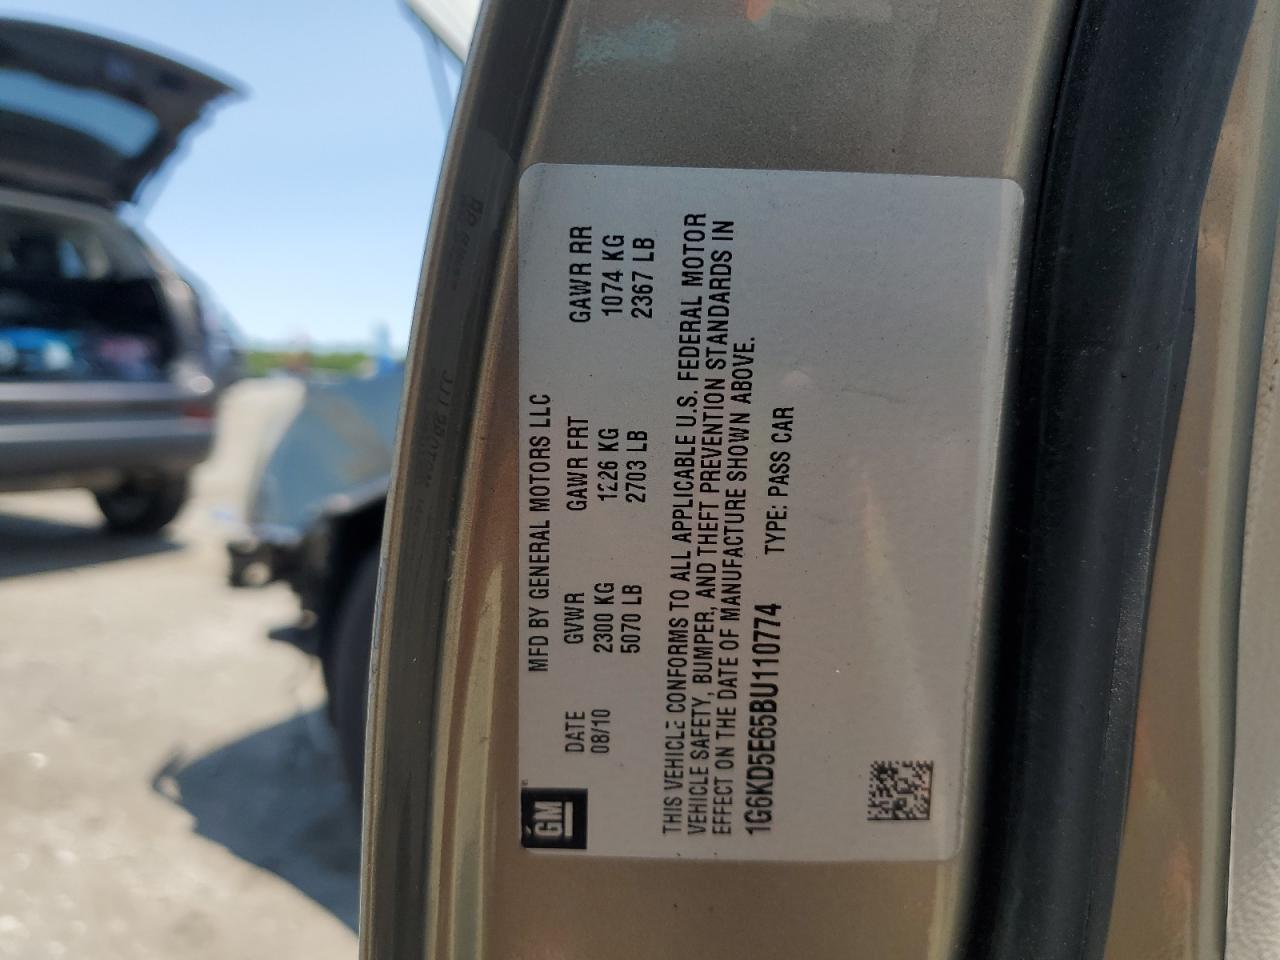 MFD BY GENERAL MOTORS LLC
DATE GVWR GAWR FRT GAWR RR
08/10 2300 KG 1226 KG 1074 KG
5070 LB 2703 LB 2367 LB
THIS VEHICLE CONFORMS TO ALL APPLICABLE U.S. FEDERAL MOTOR
VEHICLE SAFETY, BUMPER, AND THEFT PREVENTION STANDARDS IN
EFFECT ON THE DATE OF MANUFACTURE SHOWN ABOVE.
1G6KD5E65BU110774 TYPE: PASS CAR
GM